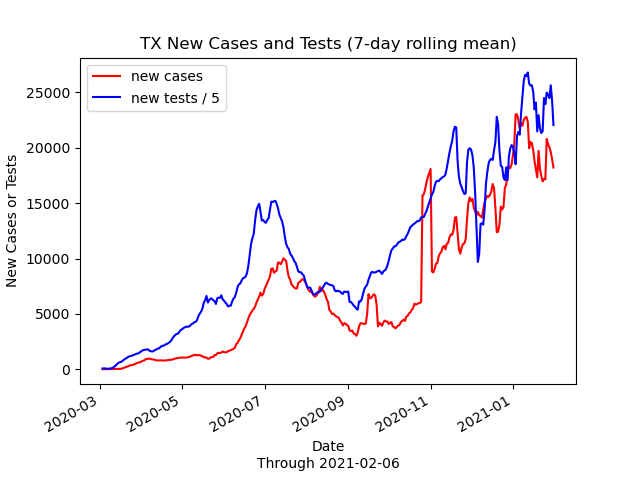 TX New Cases and Tests (7-day rolling mean)
new cases
new tests / 5
25000
20000
15000
10000
5000
0
New Cases or Tests
2020-03
2020-05
2020-07
2020-09
2020-11
2021-01
Date
Through 2021-02-06